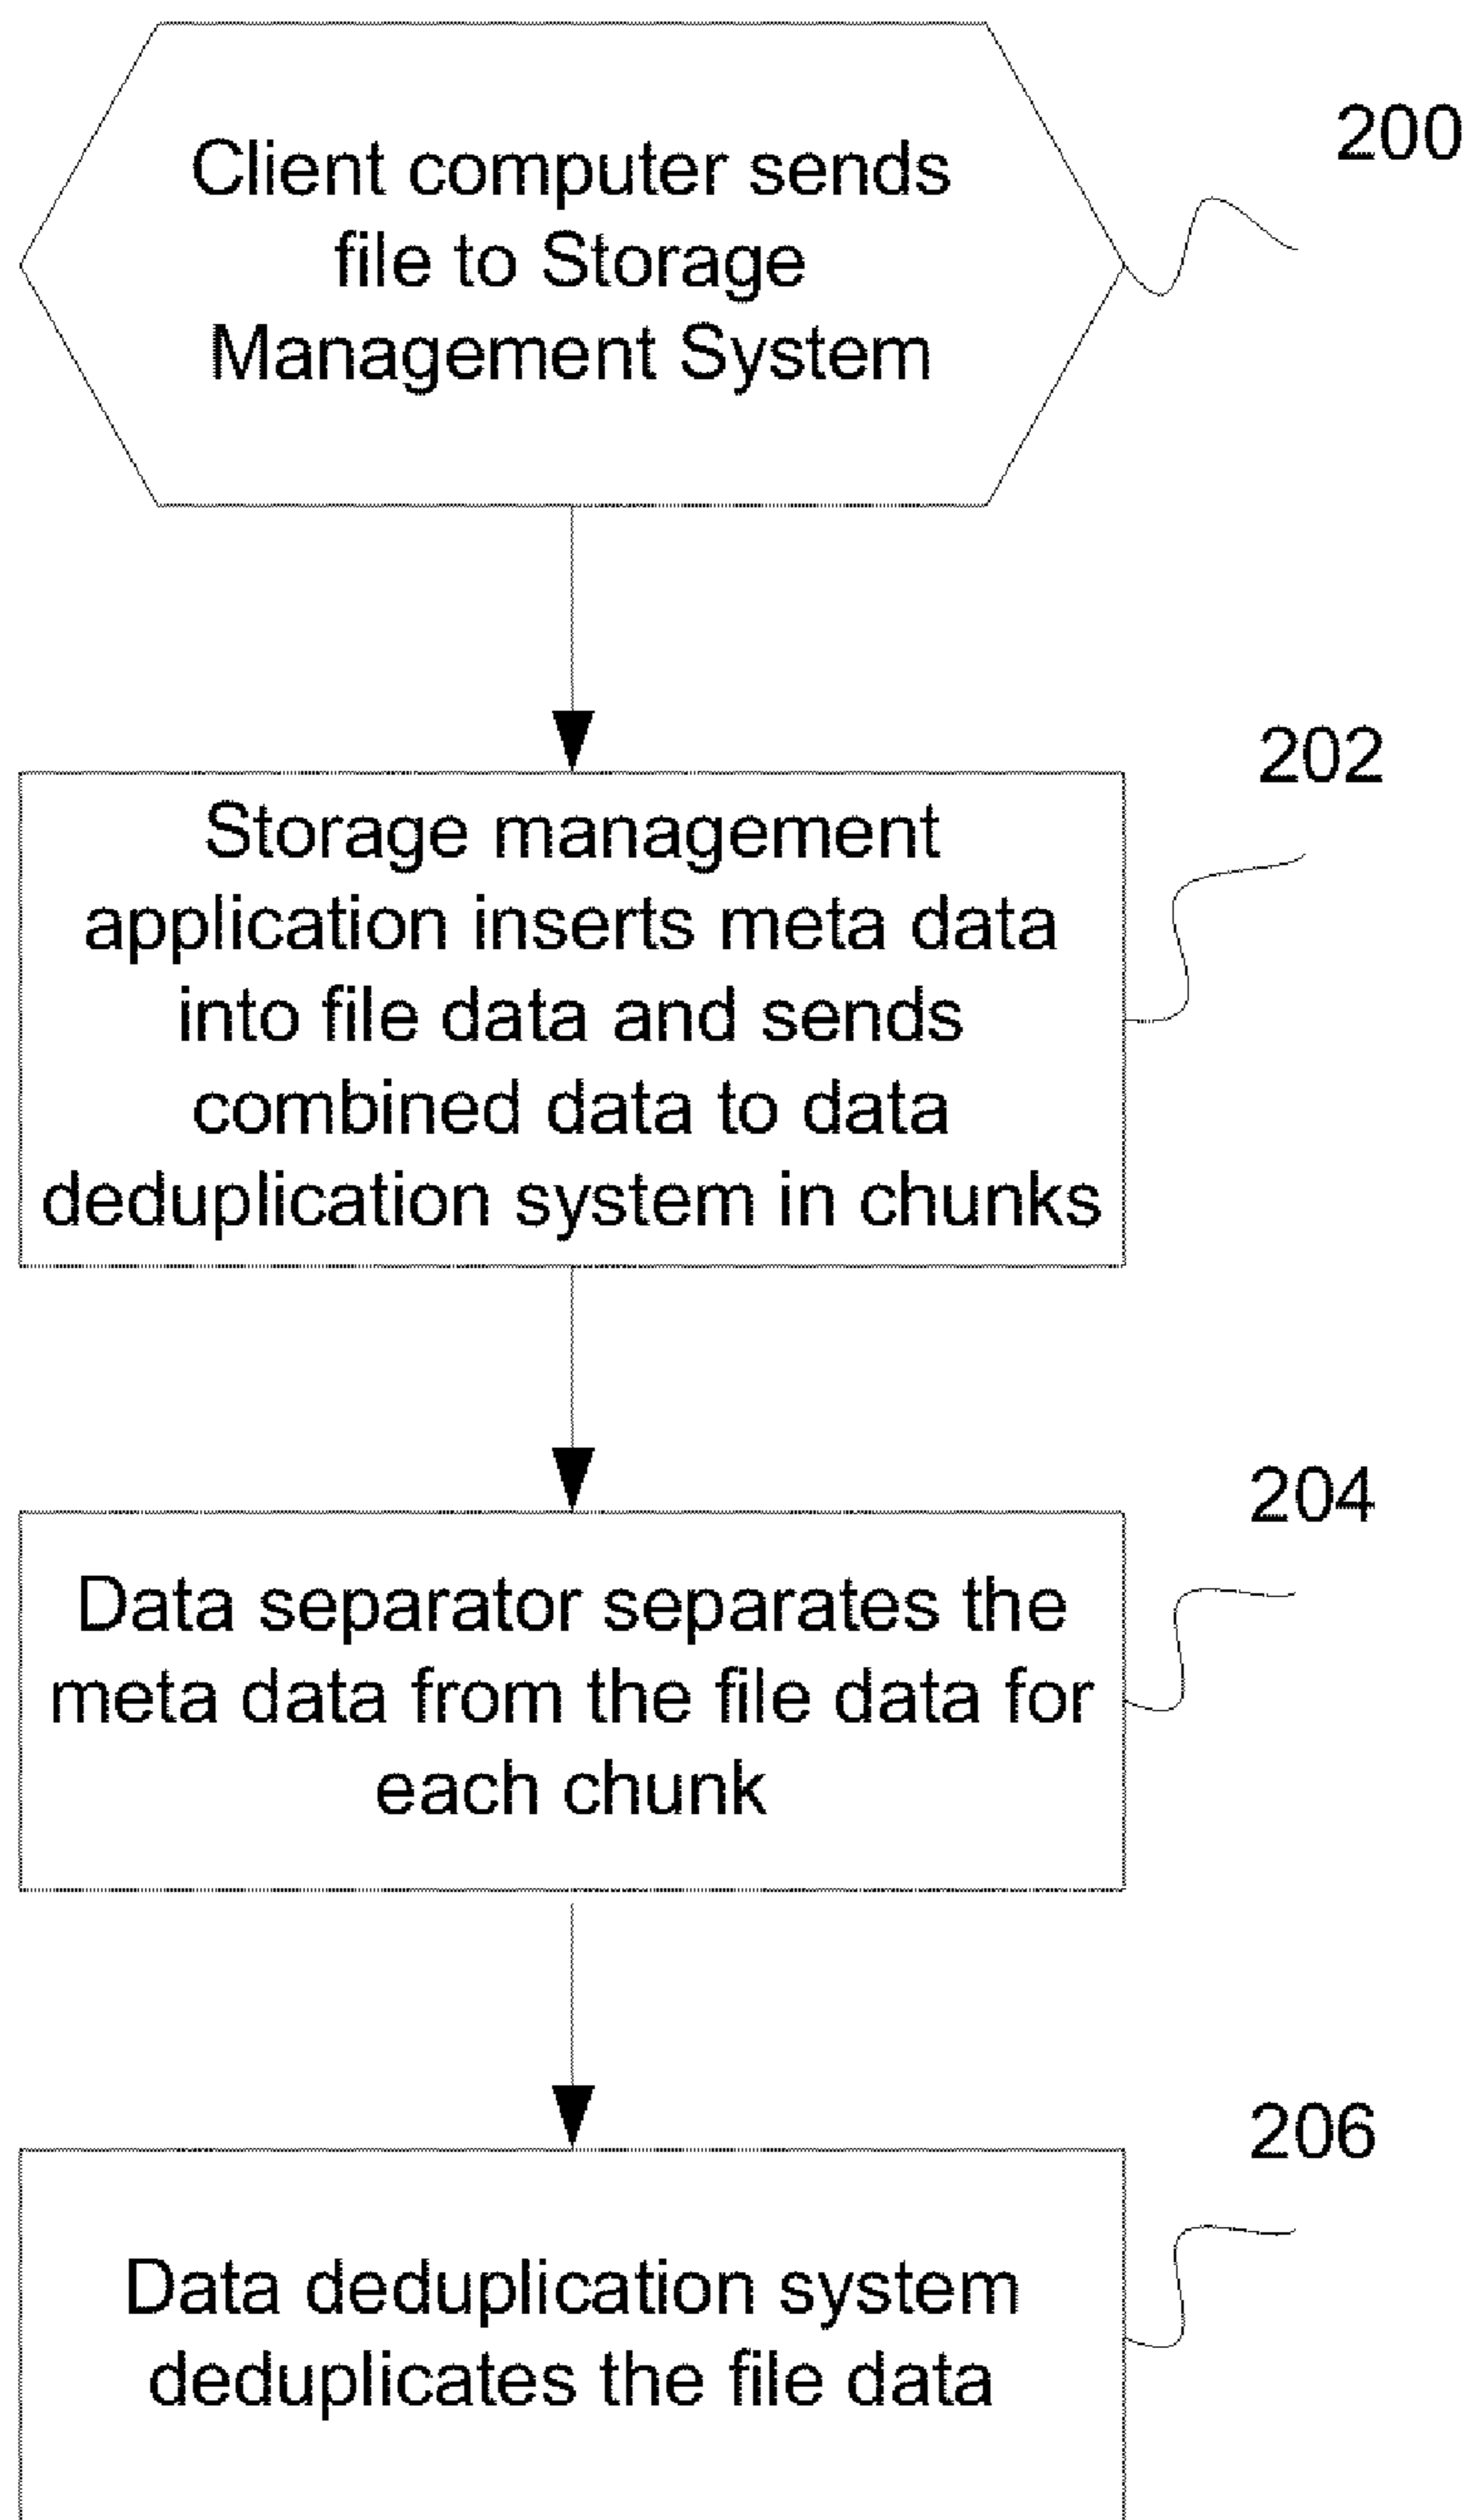 200
Client computer sends
file to Storage
Management System
202
Storage management
application inserts meta data
into file data and sends
combined data to data
deduplication system in chunks
204
Data separator separates the
meta data from the file data for
each chunk
206
Data deduplication system
deduplicates the file data